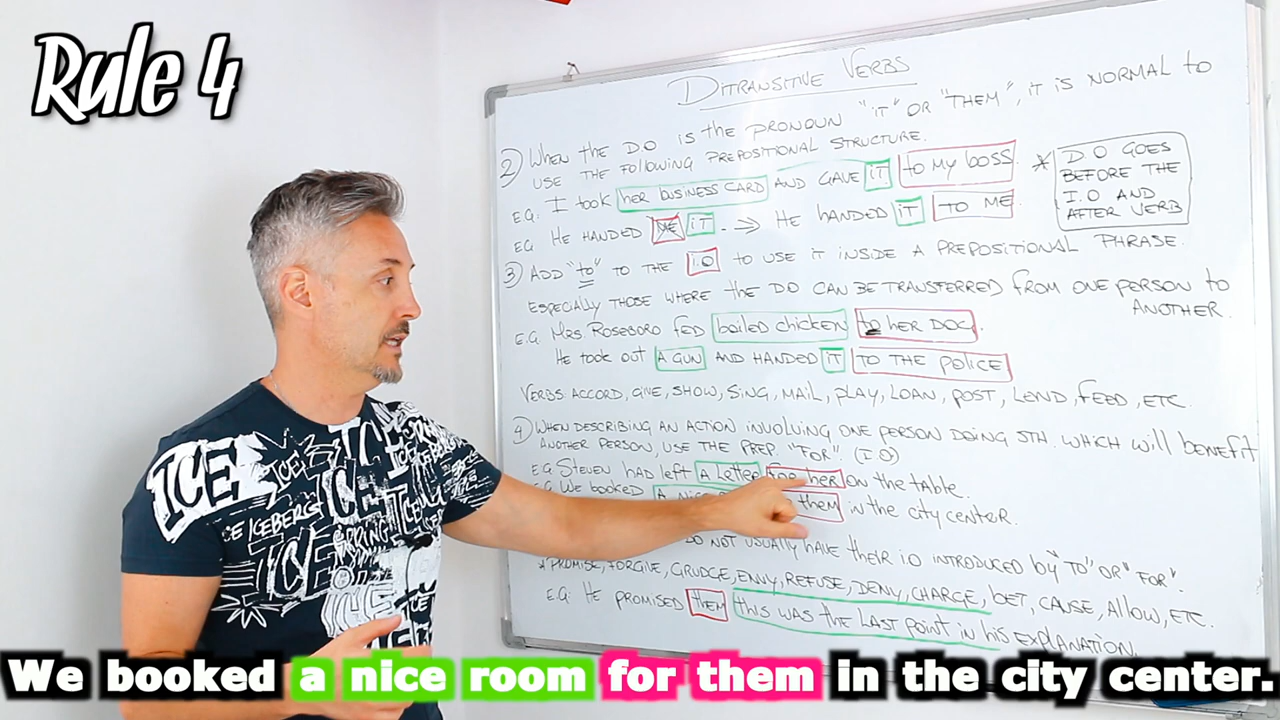 Rule 4
DITRANSITIVE VERBS
2) WHEN THE D.O IS THE PRONOUN "IT" OR "THEM", IT IS NORMAL TO
USE THE FOLLOWING PREPOSITIONAL STRUCTURE.
E.G: I TOOK HER BUSINESS CARD AND GAVE IT TO MY BOSS.
EG HE HANDED ME IT. → HE HANDED IT TO ME.
* D.O GOES
BEFORE THE
I.O AND
AFTER VERB
3) ADD "TO" TO THE I.O TO USE IT INSIDE A PREPOSITIONAL PHRASE.
ESPECIALLY THOSE WHERE THE D.O CAN BE TRANSFERRED FROM ONE PERSON TO
ANOTHER.
E.G. MRS. ROSEBORO FED BOILED CHICKEN TO HER DOG.
HE TOOK OUT A GUN AND HANDED IT TO THE POLICE
VERBS: ACCORD, GIVE, SHOW, SING, MAIL, PLAY, LOAN, POST, LEND, FEED, ETC.
4) WHEN DESCRIBING AN ACTION INVOLVING ONE PERSON DOING STH. WHICH WILL BENEFIT
ANOTHER PERSON, USE THE PREP. "FOR". (I.O)
E.G. STEVEN HAD LEFT A LETTER FOR HER ON THE TABLE.
E.G. WE BOOKED A NICE THEM IN THE CITY CENTER.
DO NOT USUALLY HAVE THEIR I.O INTRODUCED BY "TO" OR "FOR".
PROMISE, FORGIVE, GRUDGE, ENVY, REFUSE, DENY, CHARGE, BET, CAUSE, ALLOW, ETC.
E.G: HE PROMISED THEM THIS WAS THE LAST POINT IN HIS EXPLANATION.
ICE
ICE
ICE
ICE ICEBERG
We booked a nice room for them in the city center.